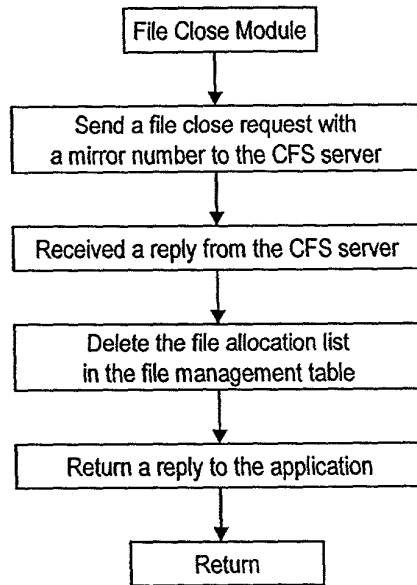 File Close Module
Send a file close request with
a mirror number to the CFS server
Received a reply from the CFS server
Delete the file allocation list
in the file management table
Return a reply to the application
Return